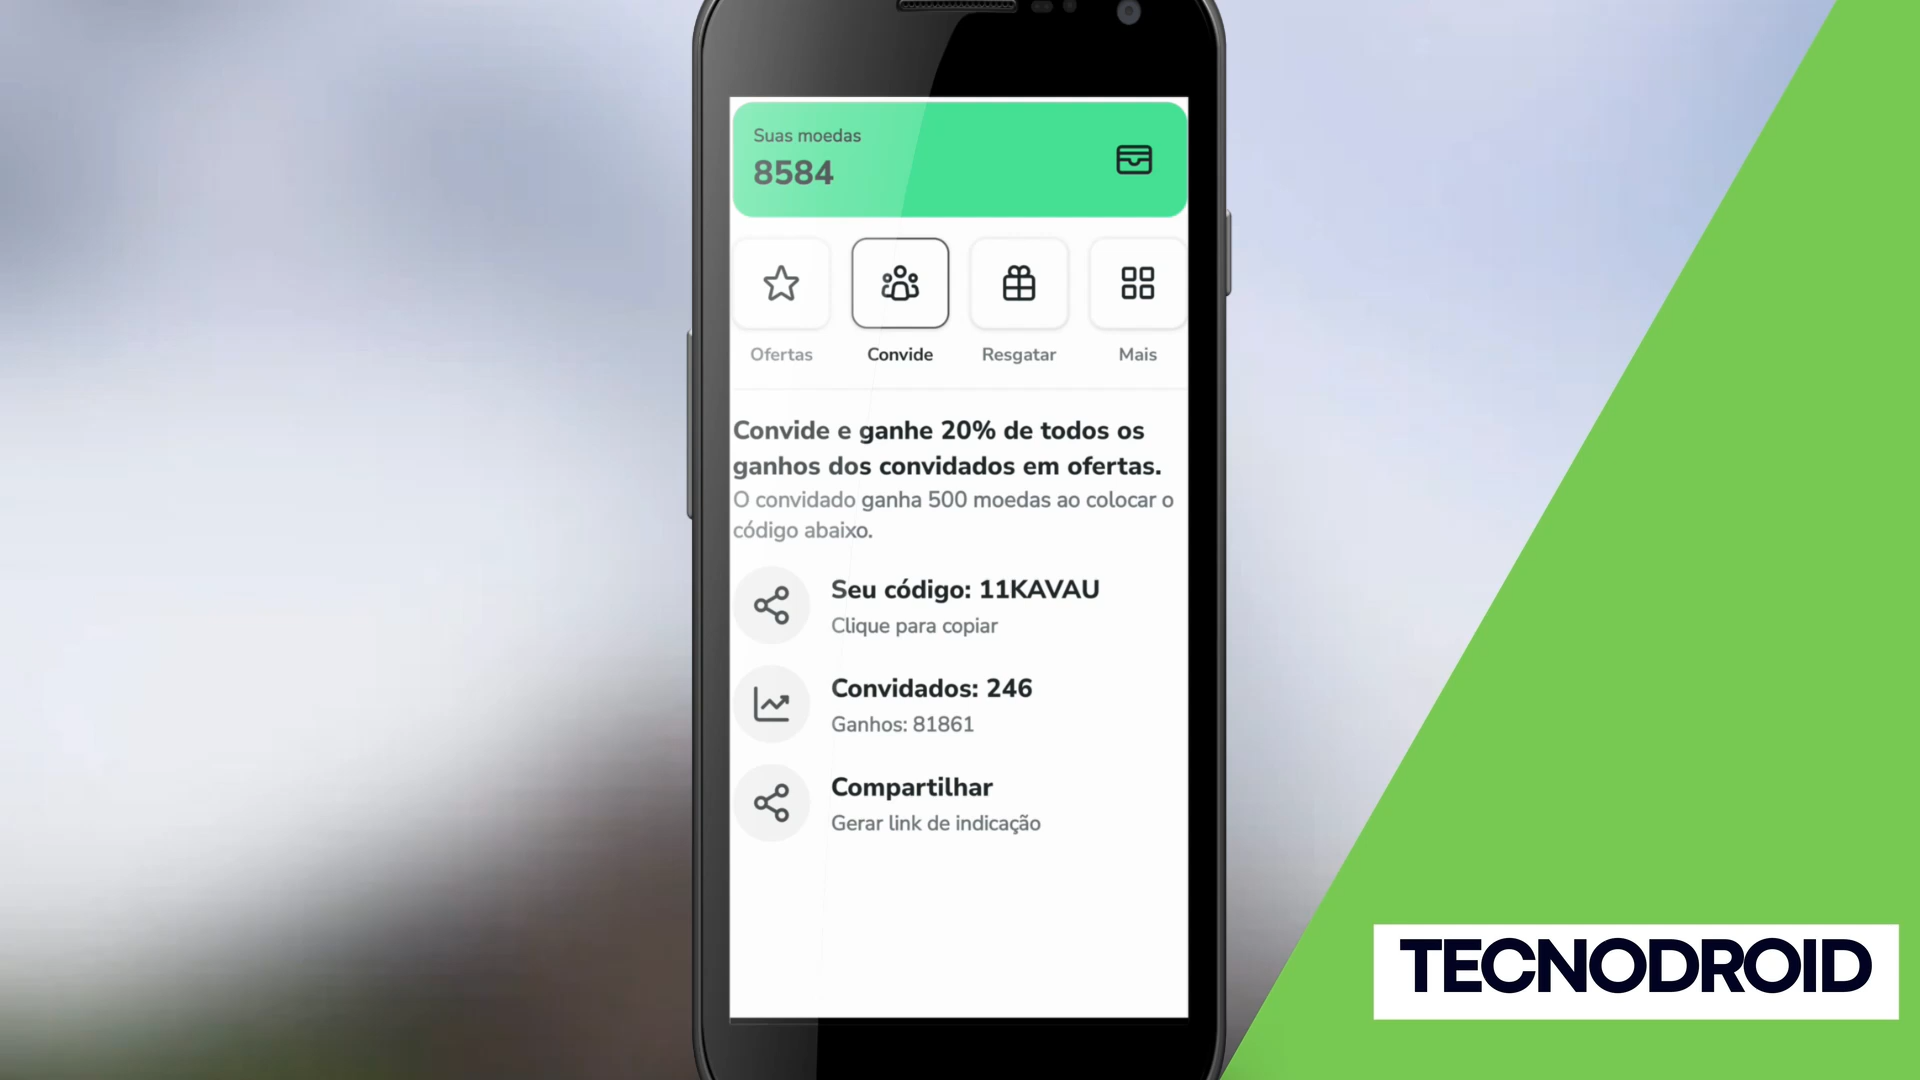 Suas moedas
8584
Ofertas
Convide
Resgatar
Mais
Convide e ganhe 20% de todos os
ganhos dos convidados em ofertas.
O convidado ganha 500 moedas ao colocar o
código abaixo.
Seu código: 11KAVAU
Clique para copiar
Convidados: 246
Ganhos: 81861
Compartilhar
Gerar link de indicação
TECNODROID